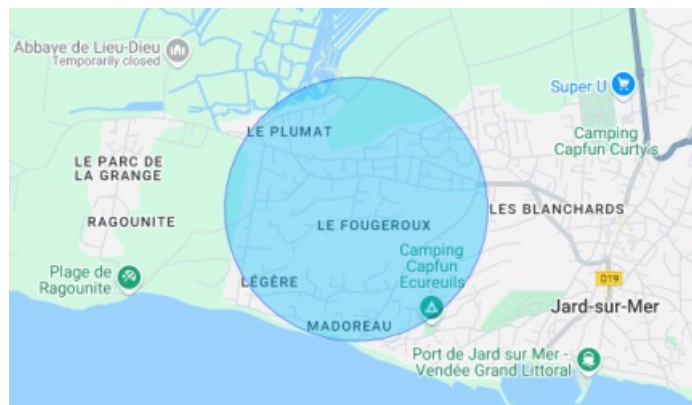 Abbaye de Lieu-Dieu
Temporarily closed
Super U
LE PLUMAT
Camping
Capfun Curtys
LE PARC DE
LA GRANGE
RAGOUNITE
LES BLANCHARDS
LE FOUGEROUX
Camping
Capfun
Ecureuils
Plage de
Ragounite
LÉGÈRE
D19
Jard-sur-Mer
MADOREAU
Port de Jard sur Mer -
Vendée Grand Littoral